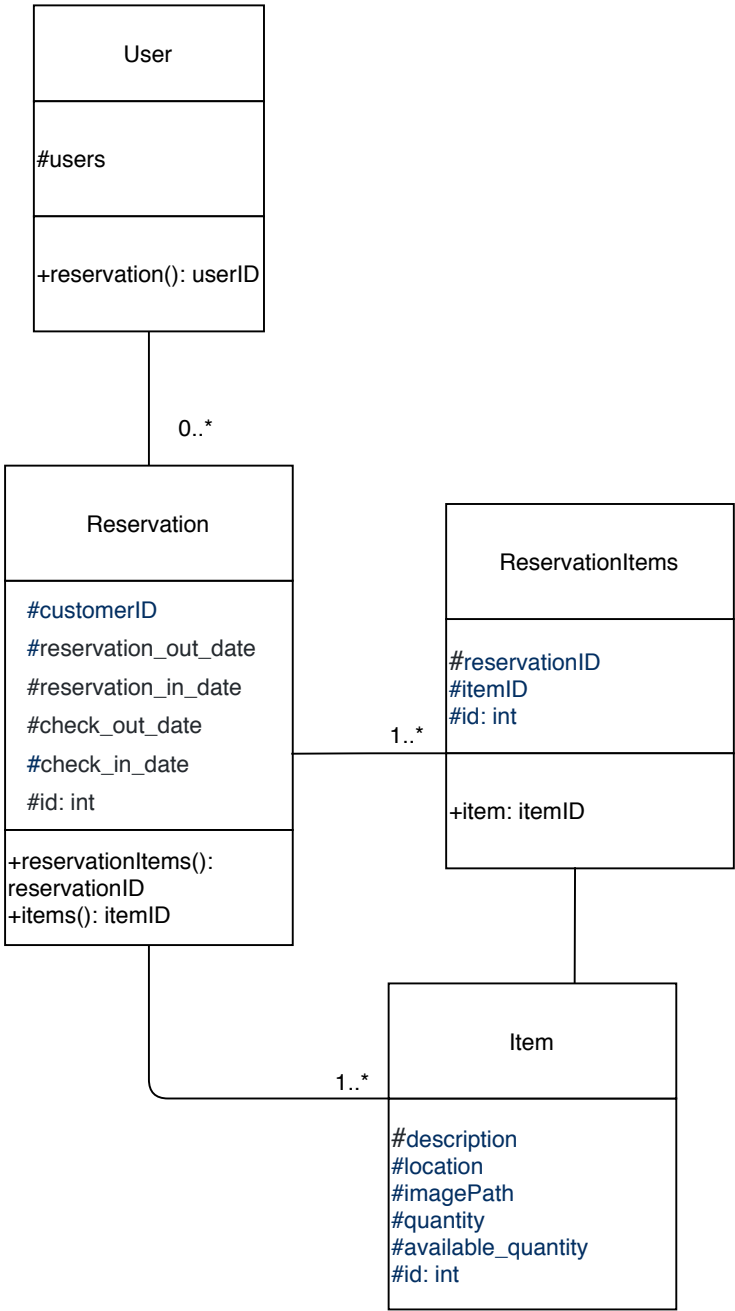 User
#users
+reservation(): userID
0..*
Reservation
#customerID
#reservation_out_date
#reservation_in_date
#check_out_date
#check_in_date
#id: int
+reservationItems():
reservationID
+items(): itemID
ReservationItems
#reservationID
#itemID
#id: int
1..*
+item: itemID
Item
1..*
#description
#location
#imagePath
#quantity
#available_quantity
#id: int